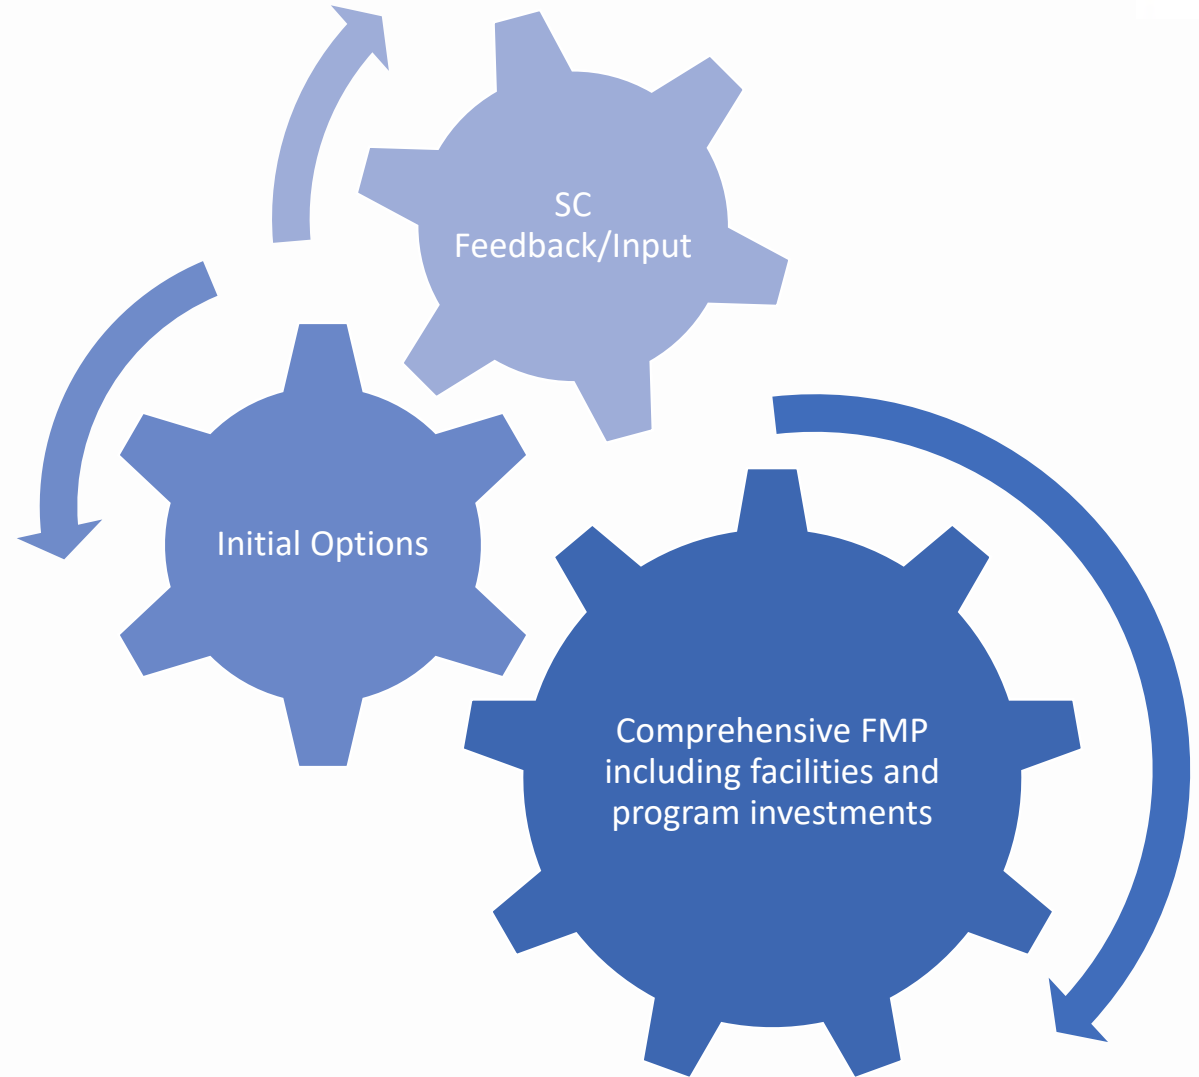 SC
Feedback/Input
Initial Options
Comprehensive FMP
including facilities and
program investments